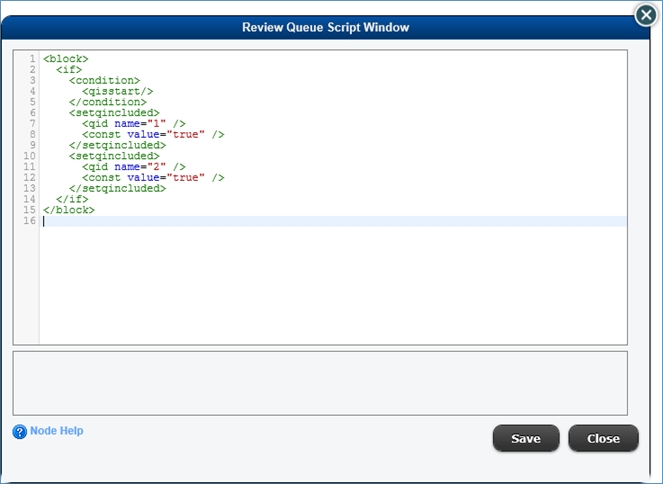 Review Queue Script Window
1 <block>
2 <if>
3 <condition>
4 <qisstart/>
5 </condition>
6 <setqincluded>
7 <qid name="1" />
8 <const value="true" />
9 </setqincluded>
10 <setqincluded>
11 <qid name="2" />
12 <const value="true" />
13 </setqincluded>
14 </if>
15 </block>
16
? Node Help
Save
Close